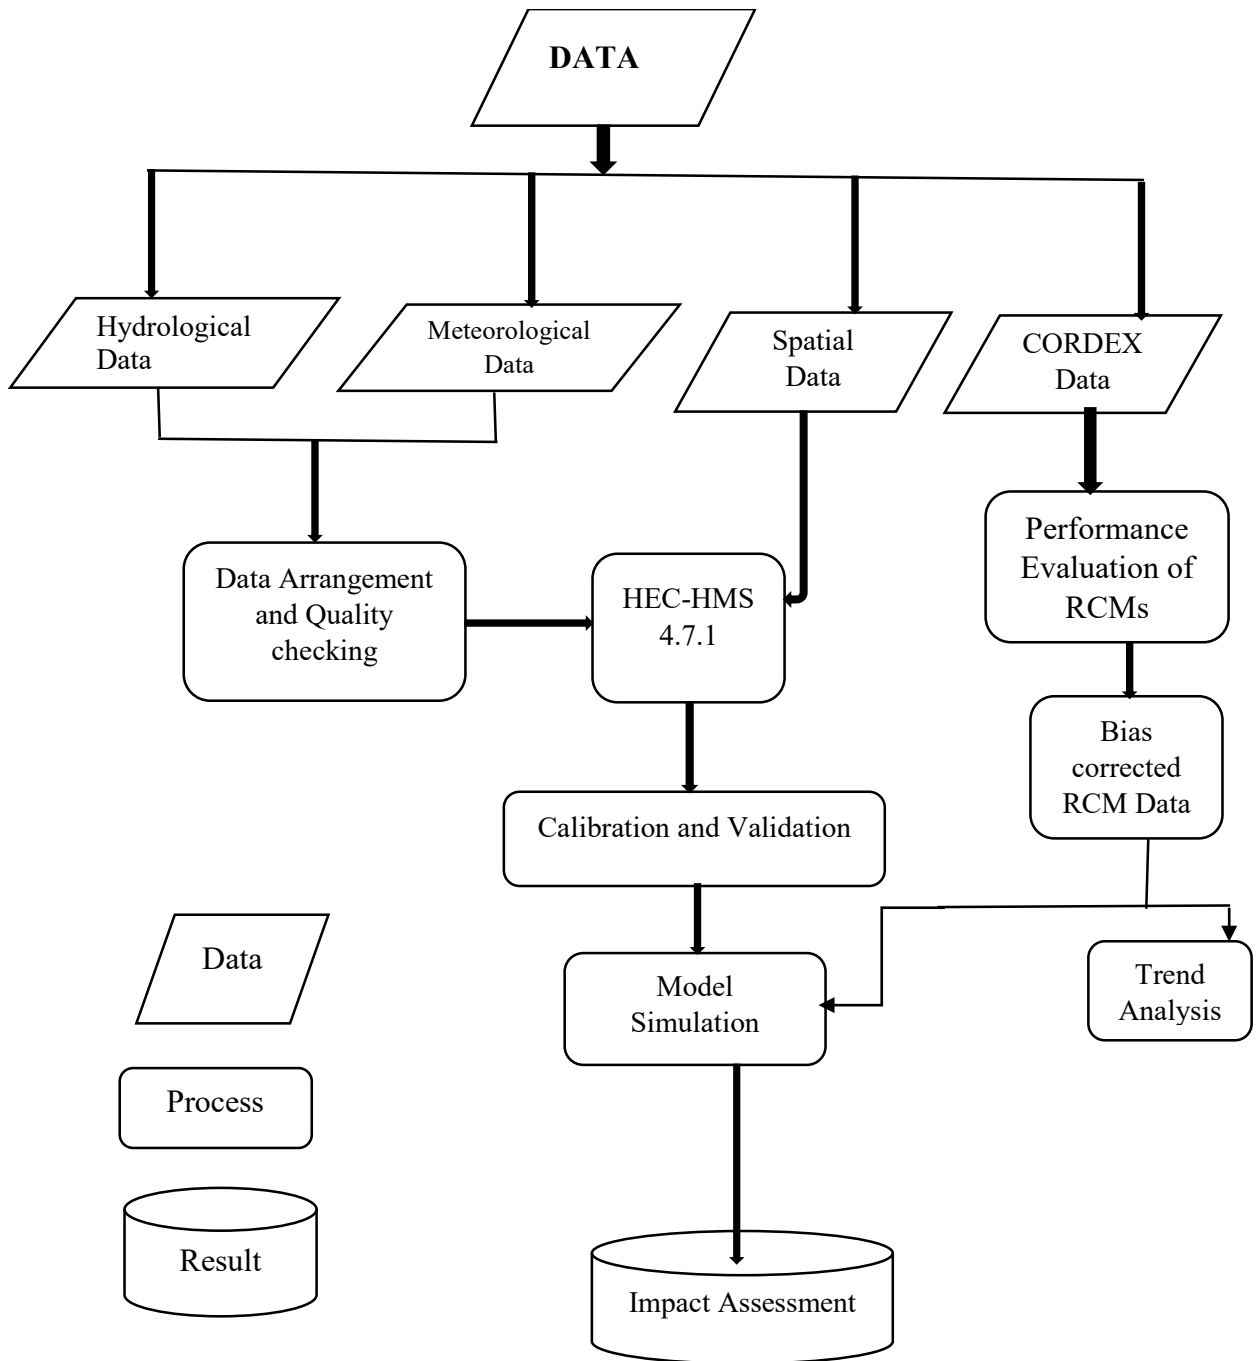 DATA
Hydrological
Data
Meteorological
Data
Spatial
Data
CORDEX
Data
Data Arrangement
and Quality
checking
HEC-HMS
4.7.1
Performance
Evaluation of
RCMs
Bias
corrected
RCM Data
Calibration and Validation
Model
Simulation
Trend
Analysis
Impact Assessment
Data
Process
Result